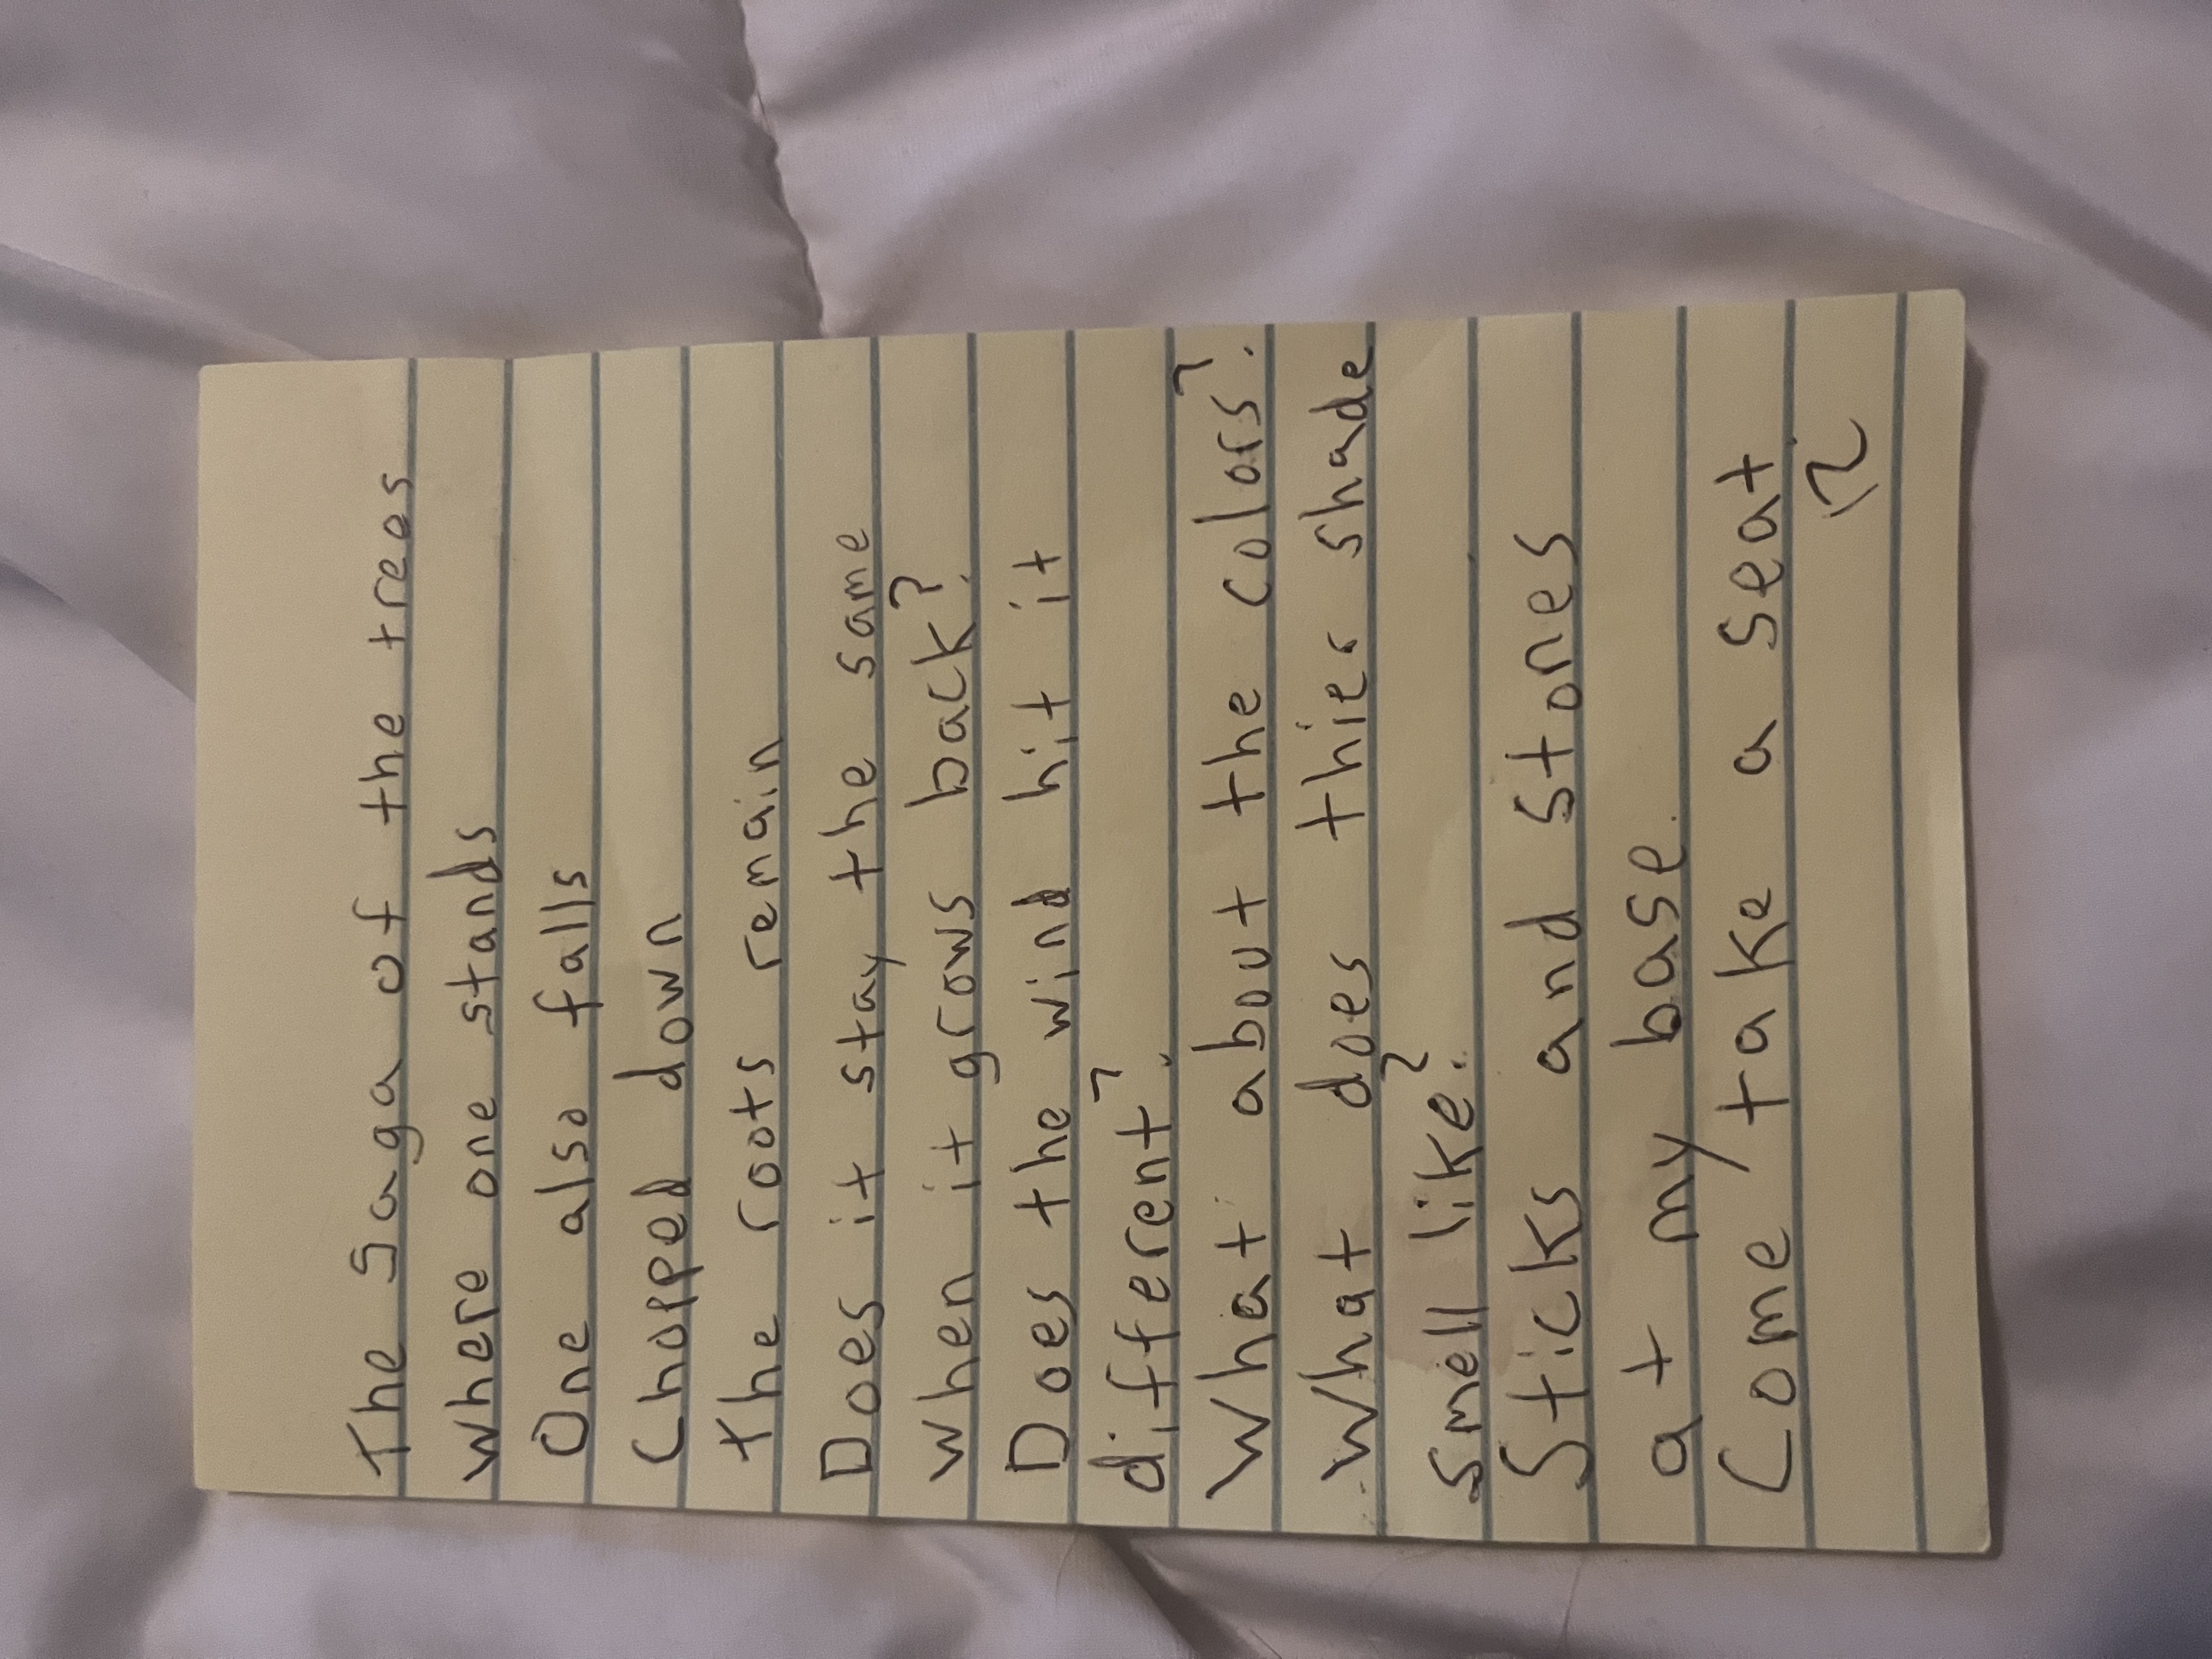 The Saga of the trees
where one stands
One also falls
Chopped down
The roots remain
Does it stay the same
when it grows back?
Does the wind hit it
different?
What about the colors?
What does thier shade
smell like?
Sticks and stones
at my base.
Come take a seat.
12